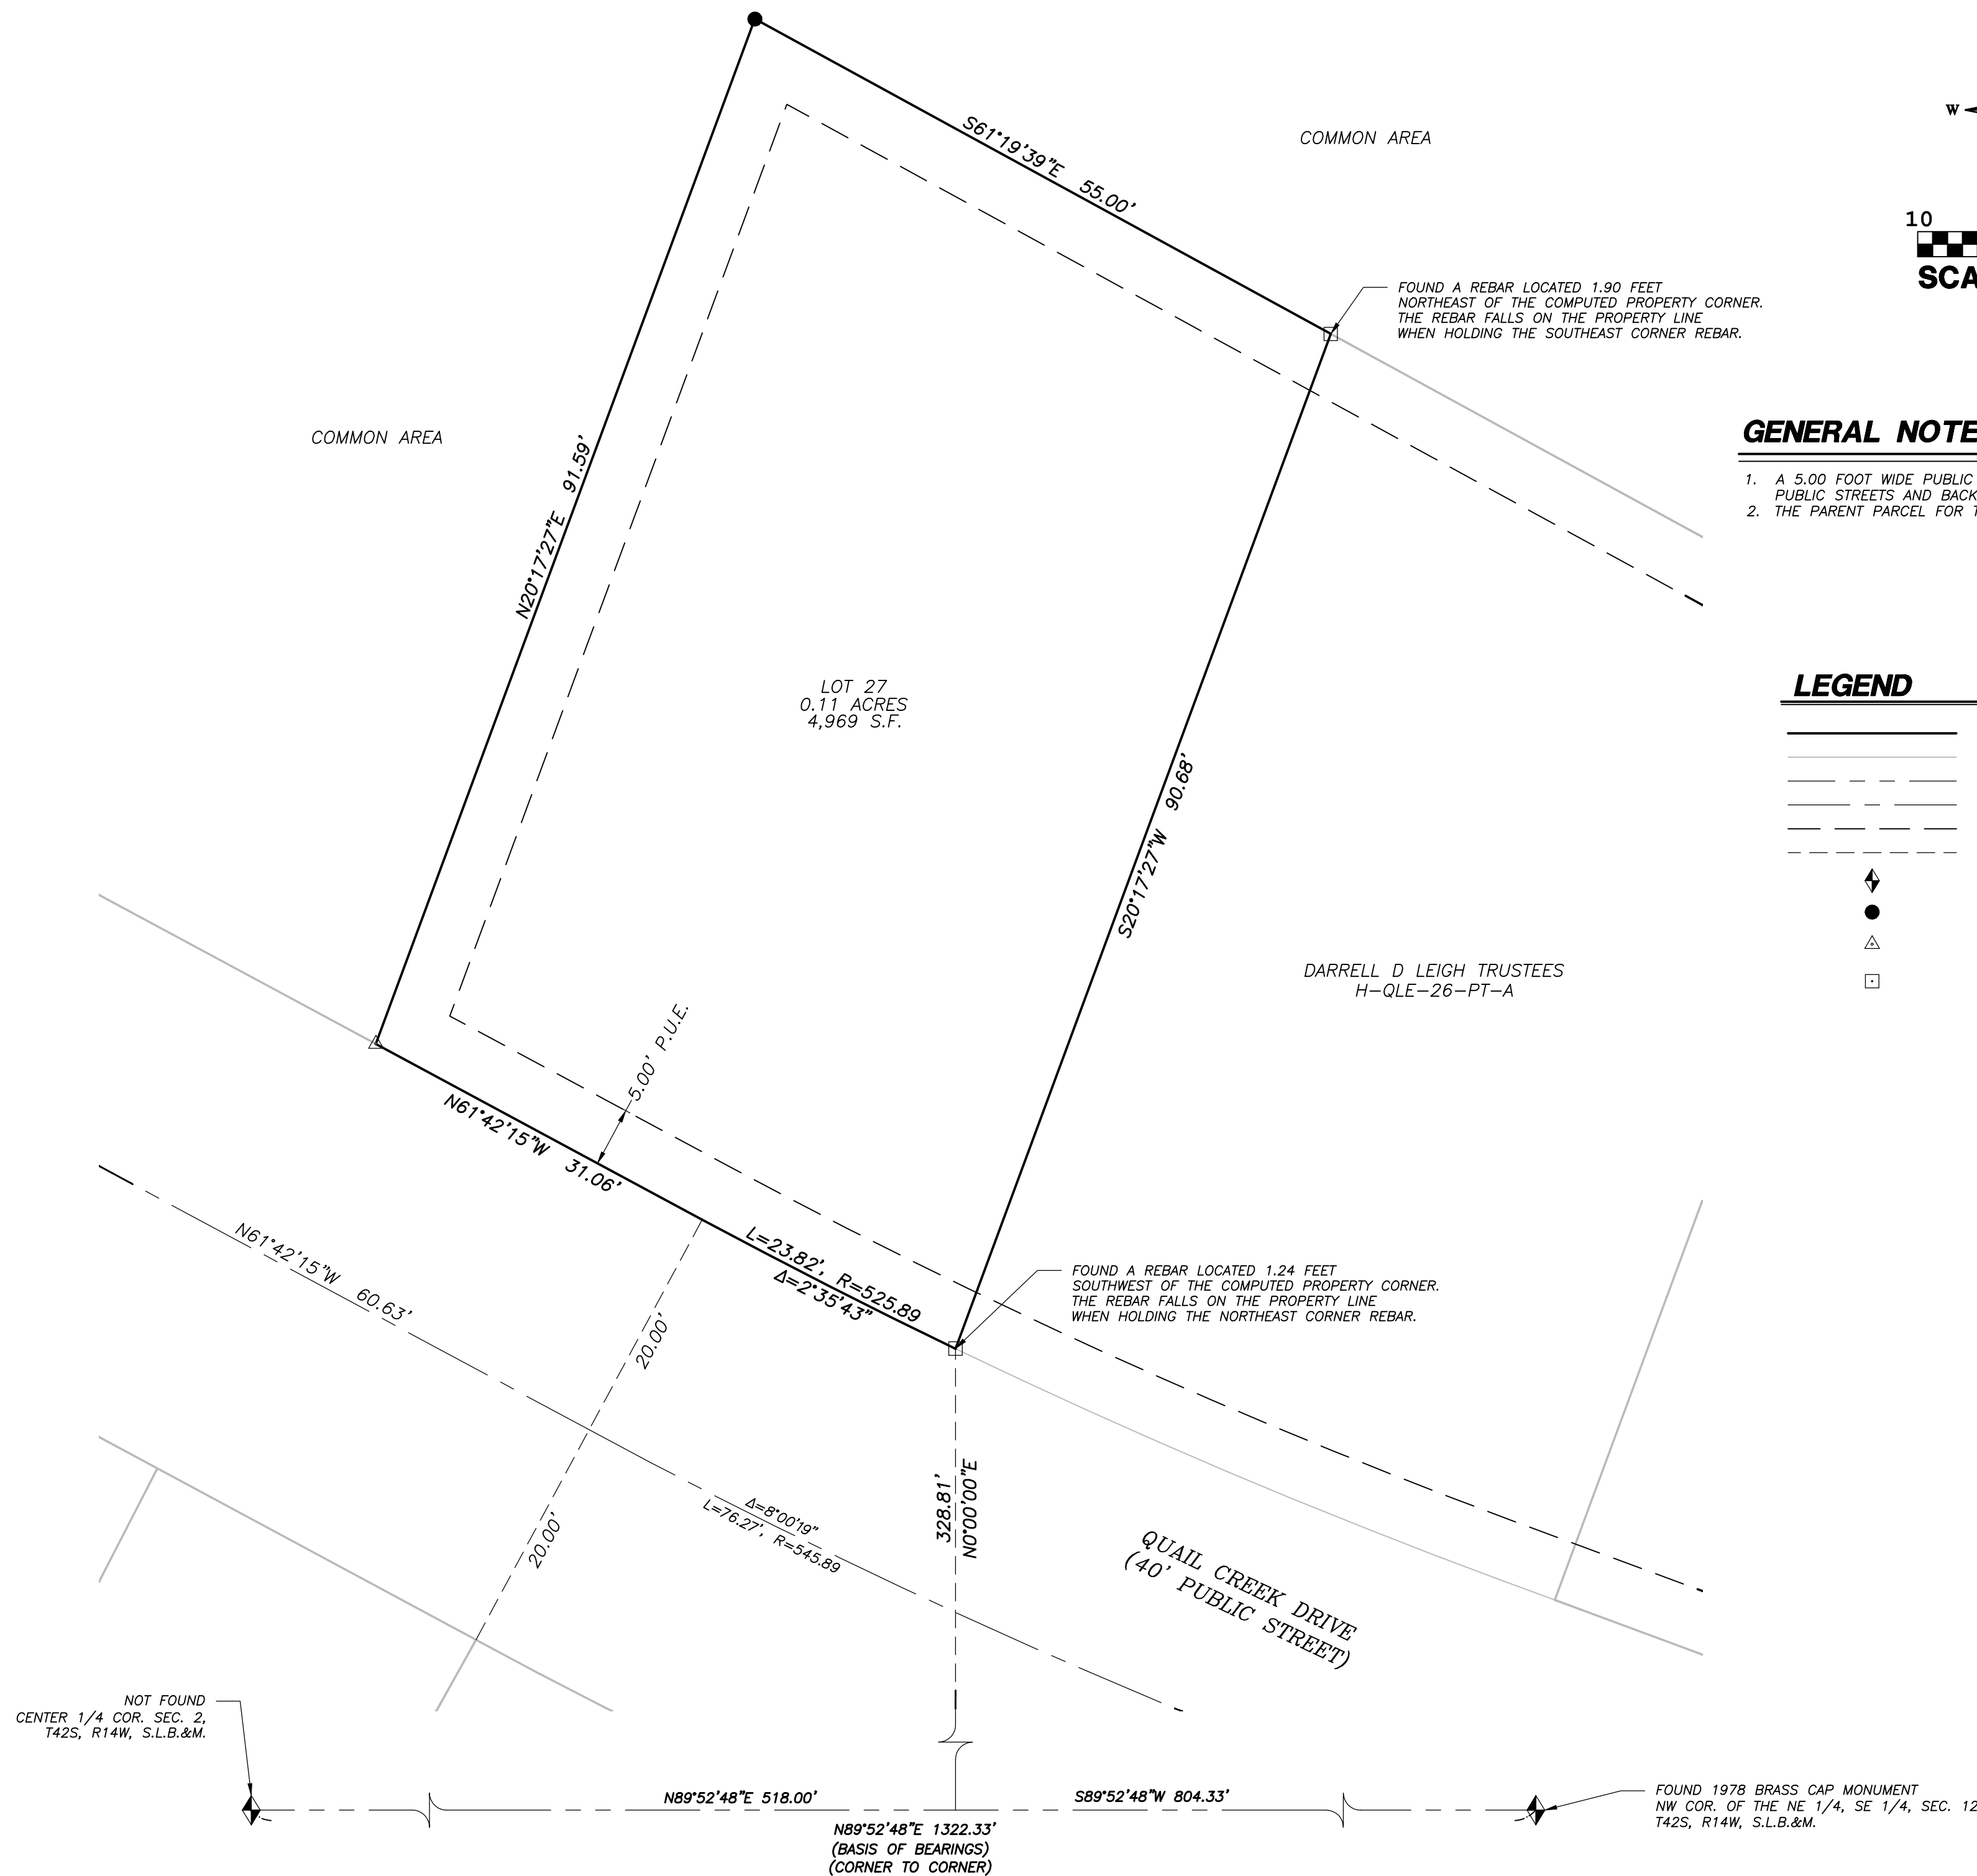 S61°19'39"E 55.00'
COMMON AREA
W
10
SCA
FOUND A REBAR LOCATED 1.90 FEET
NORTHEAST OF THE COMPUTED PROPERTY CORNER.
THE REBAR FALLS ON THE PROPERTY LINE
WHEN HOLDING THE SOUTHEAST CORNER REBAR.
COMMON AREA
N20°17'27"E 91.59'
GENERAL NOTE
1. A 5.00 FOOT WIDE PUBLIC
PUBLIC STREETS AND BACK
2. THE PARENT PARCEL FOR T
LOT 27
0.11 ACRES
4,969 S.F.
LEGEND
S20°17'27"W 90.68'
DARRELL D LEIGH TRUSTEES
H-QLE-26-PT-A
5.00' P.U.E.
N61°42'15"W 31.06'
L=23.82', R=525.89
Δ=2°35'43"
FOUND A REBAR LOCATED 1.24 FEET
SOUTHWEST OF THE COMPUTED PROPERTY CORNER.
THE REBAR FALLS ON THE PROPERTY LINE
WHEN HOLDING THE NORTHEAST CORNER REBAR.
N61°42'15"W 60.63'
20.00'
20.00'
Δ=8°00'19"
L=76.27', R=545.89
328.81'
N0°00'00"E
QUAIL CREEK DRIVE
(40' PUBLIC STREET)
NOT FOUND
CENTER 1/4 COR. SEC. 2,
T42S, R14W, S.L.B.&M.
N89°52'48"E 518.00'
S89°52'48"W 804.33'
N89°52'48"E 1322.33'
(BASIS OF BEARINGS)
(CORNER TO CORNER)
FOUND 1978 BRASS CAP MONUMENT
NW COR. OF THE NE 1/4, SE 1/4, SEC. 12
T42S, R14W, S.L.B.&M.